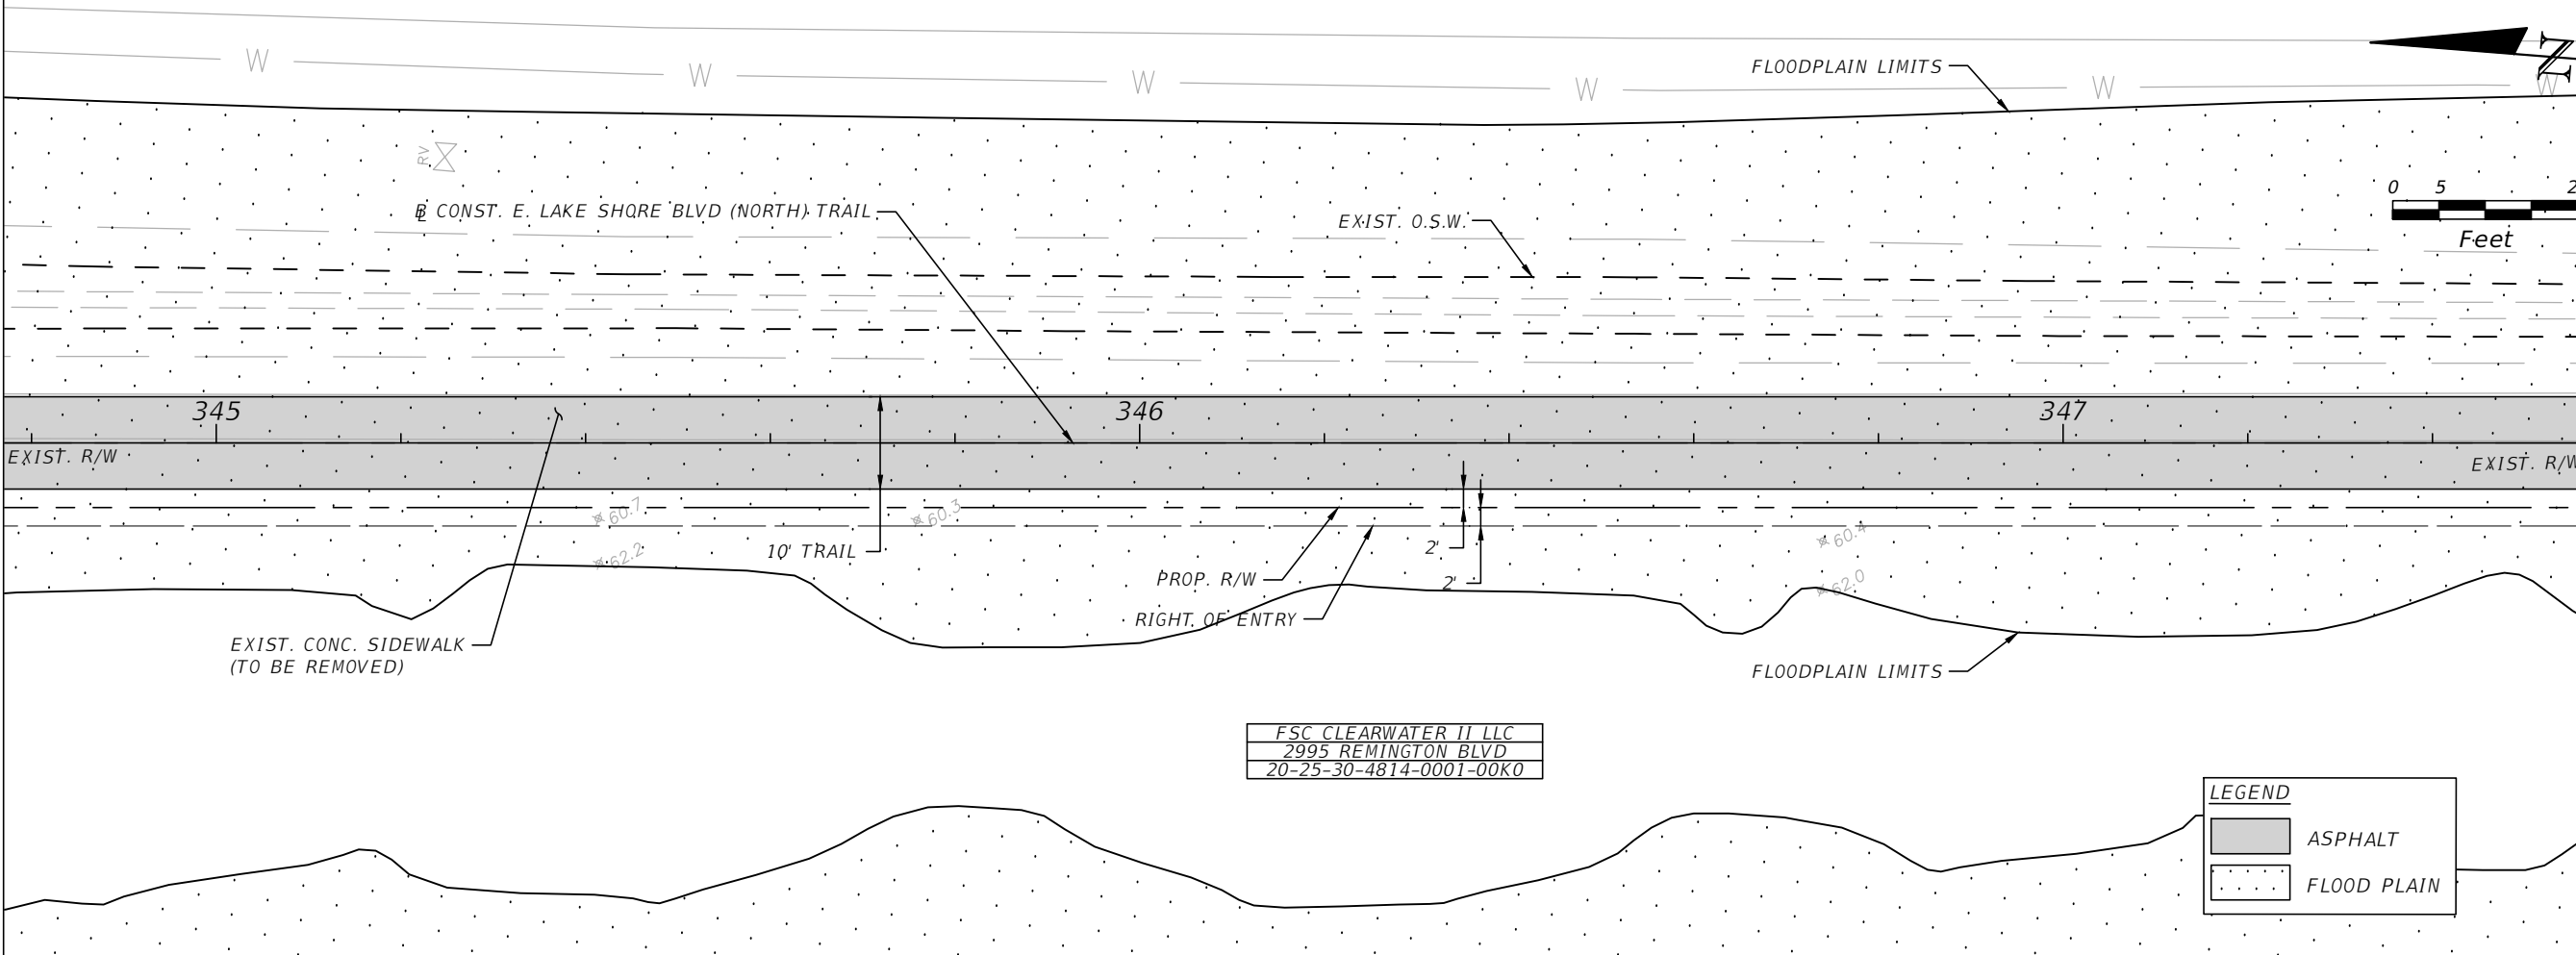 W
W
W
W
W
W
N
FLOODPLAIN LIMITS
RV
0 5
Feet
B CONST. E. LAKE SHORE BLVD (NORTH) TRAIL
EXIST. O.S.W.
345
346
347
EXIST. R/W
EXIST. R/W
60.7
60.3
60.4
62.2
62.0
10' TRAIL
2'
2'
PROP. R/W
RIGHT OF ENTRY
EXIST. CONC. SIDEWALK
(TO BE REMOVED)
FLOODPLAIN LIMITS
FSC CLEARWATER II LLC
2995 REMINGTON BLVD
20-25-30-4814-0001-00K0
LEGEND
ASPHALT
FLOOD PLAIN